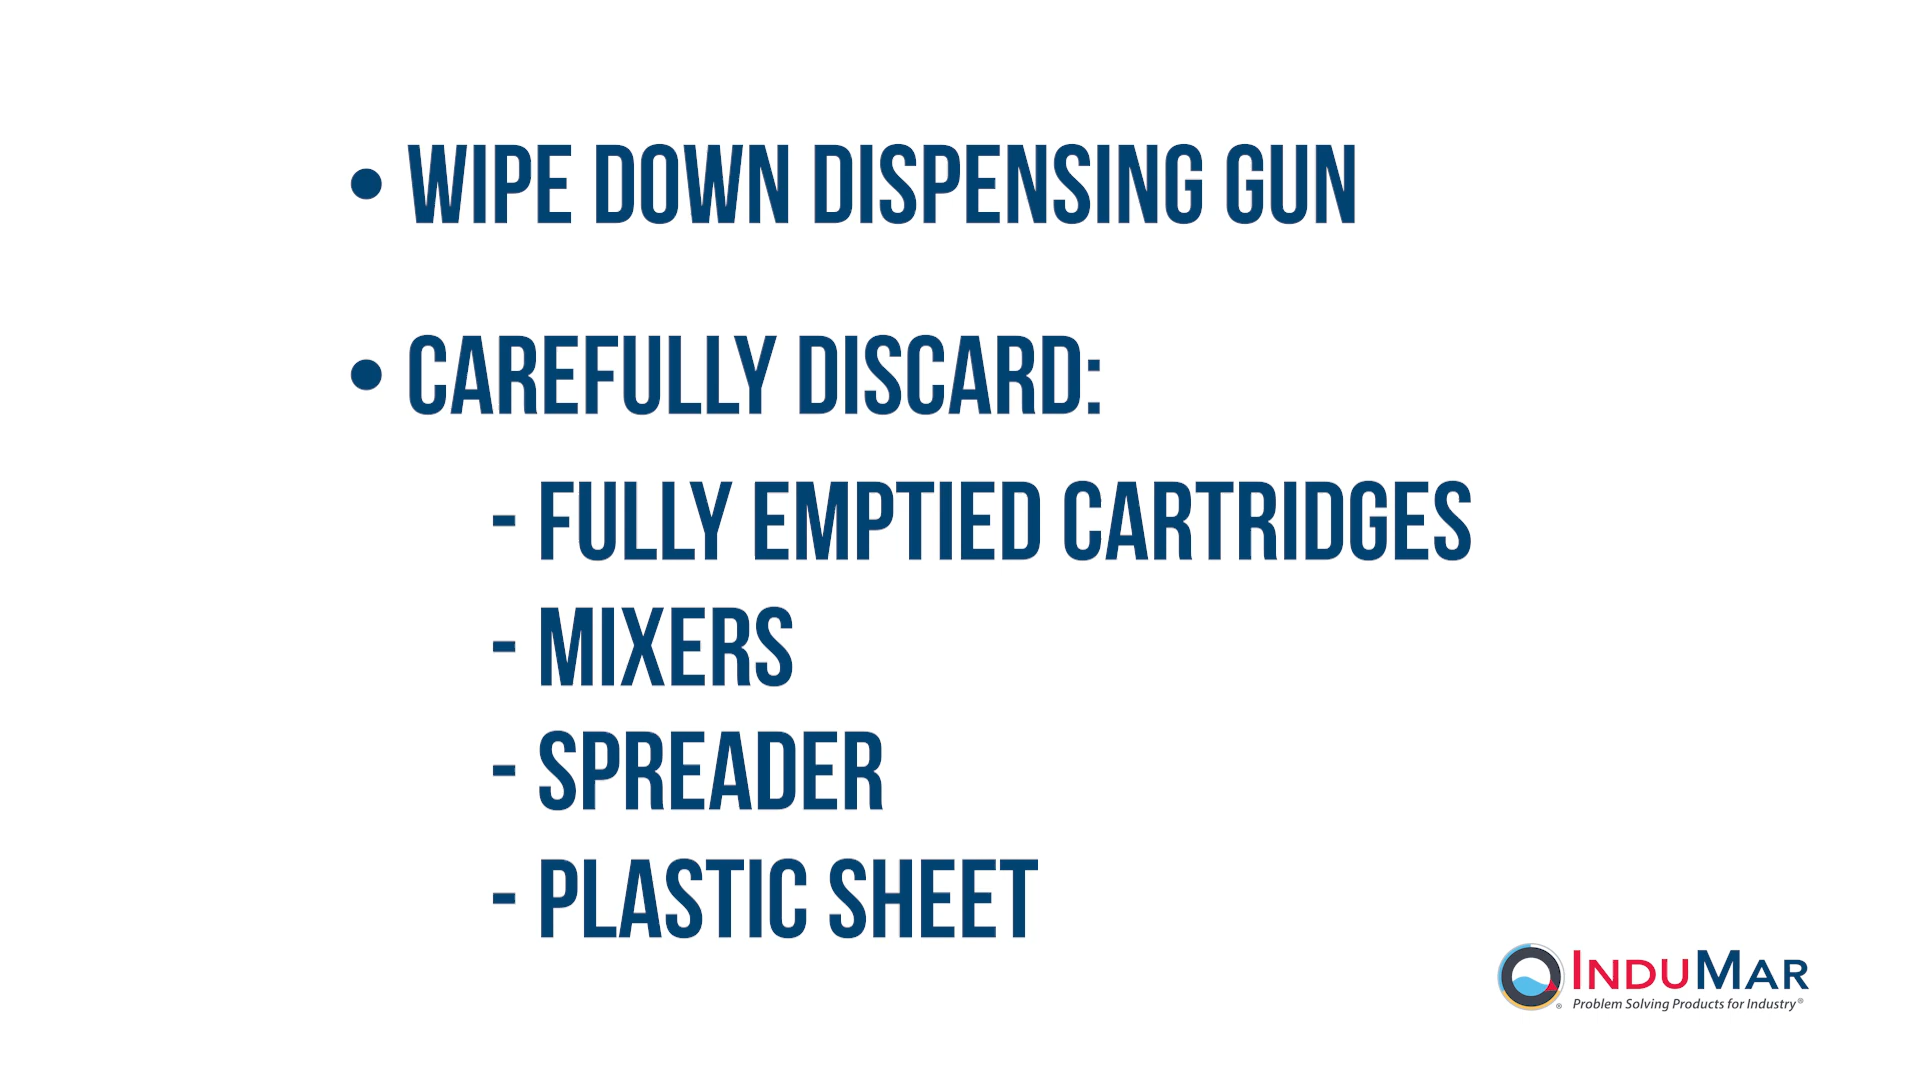 • WIPE DOWN DISPENSING GUN
• CAREFULLY DISCARD:
- FULLY EMPTIED CARTRIDGES
- MIXERS
- SPREADER
- PLASTIC SHEET
INDUMAR
® Problem Solving Products for Industry®